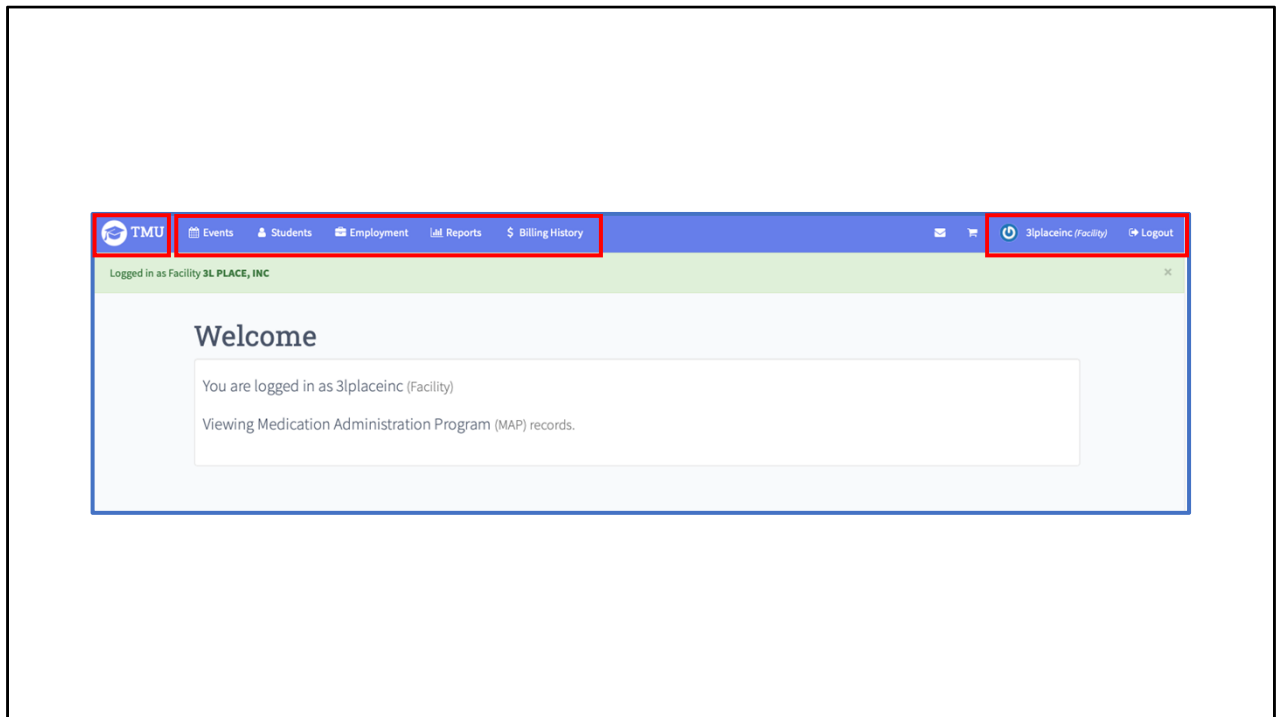 TMU Events Students Employment Reports $ Billing History 3lplaceinc (Facility) Logout
Logged in as Facility 3L PLACE, INC ×
Welcome
You are logged in as 3lplaceinc (Facility)
Viewing Medication Administration Program (MAP) records.